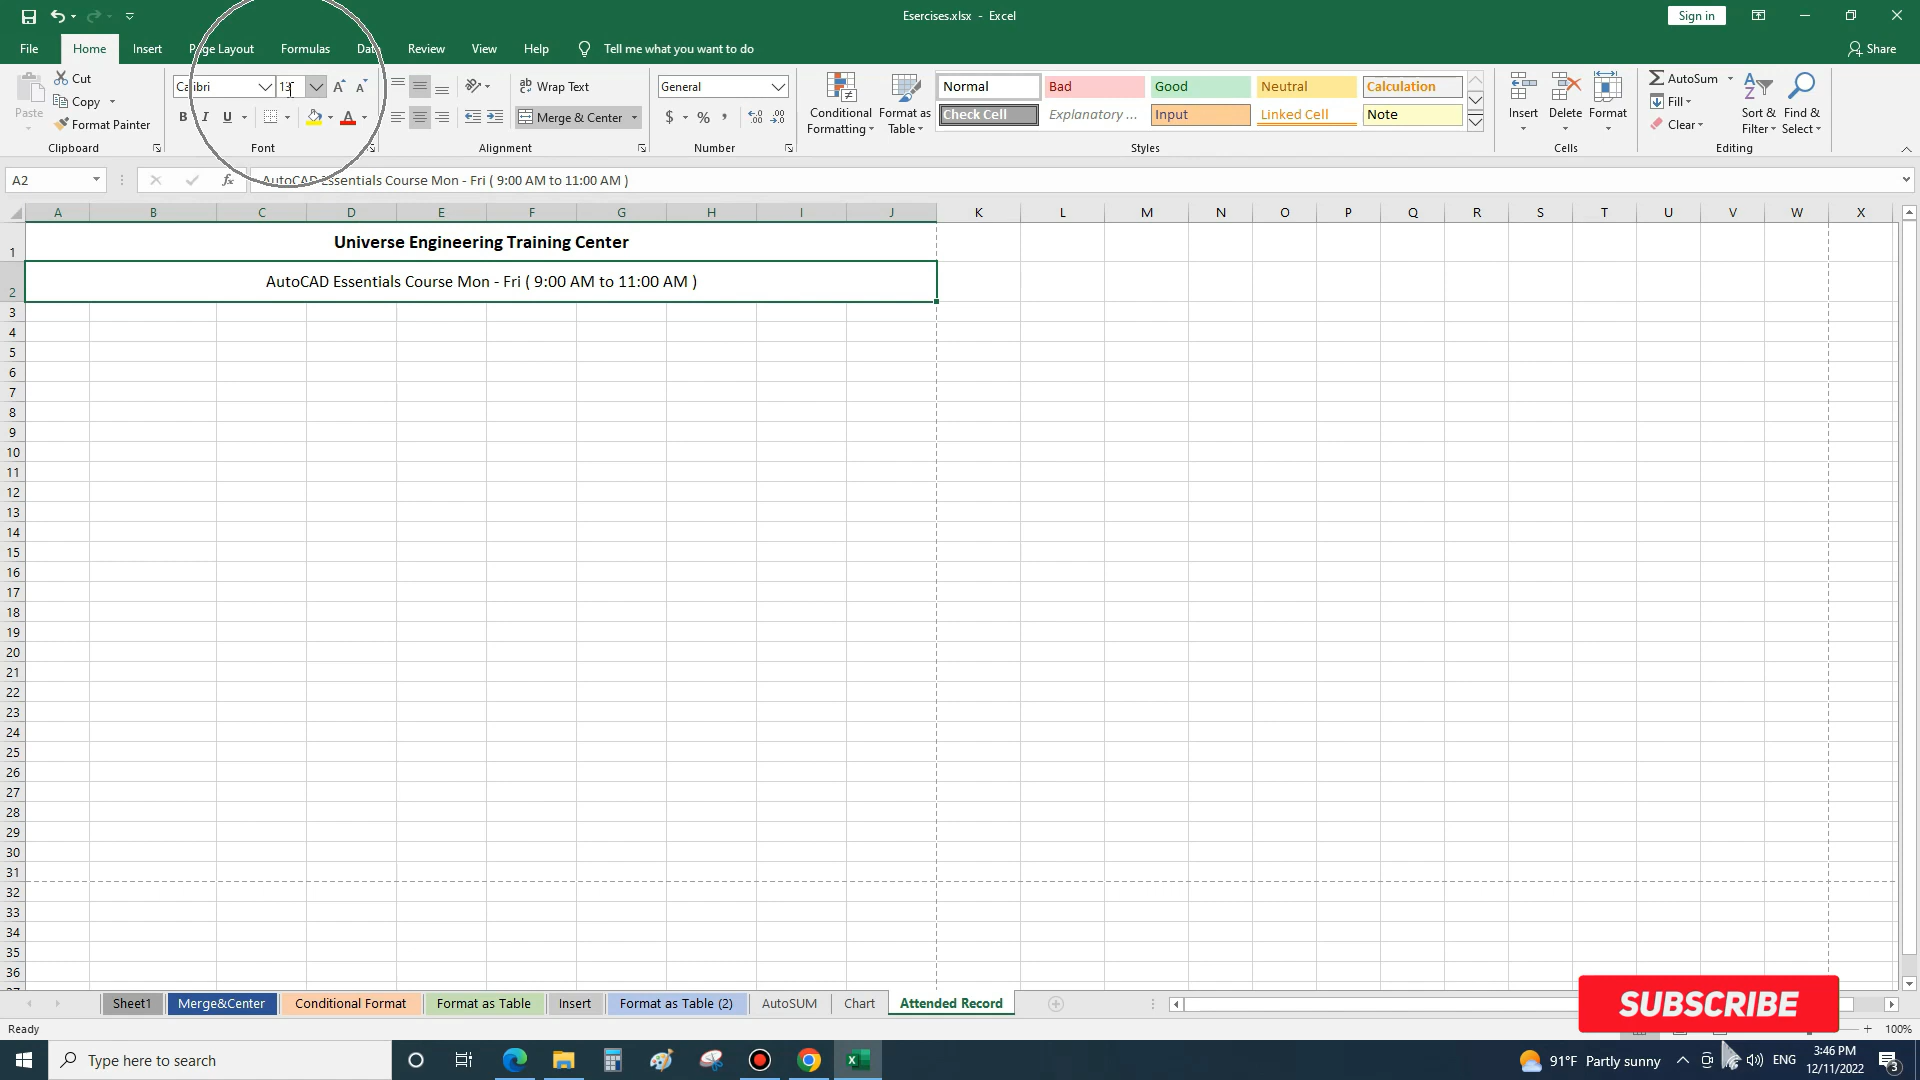 Esercises.xlsx - Excel
Sign in
File Home Insert Page Layout Formulas Data Review View Help Tell me what you want to do Share
Paste
Cut
Copy
Format Painter
Clipboard
Calibri 13
B I U
Font
Wrap Text
Merge & Center
Alignment
General
$ % ,
Number
Conditional Formatting
Format as Table
Normal Bad Good Neutral Calculation
Check Cell Explanatory ... Input Linked Cell Note
Styles
Insert Delete Format
Cells
AutoSum
Fill
Clear
Sort & Filter
Find & Select
Editing
A2 fx AutoCAD Essentials Course Mon - Fri ( 9:00 AM to 11:00 AM )
A B C D E F G H I J K L M N O P Q R S T U V W X
1 Universe Engineering Training Center
2 AutoCAD Essentials Course Mon - Fri ( 9:00 AM to 11:00 AM )
3
4
5
6
7
8
9
10
11
12
13
14
15
16
17
18
19
20
21
22
23
24
25
26
27
28
29
30
31
32
33
34
35
36
Sheet1 Merge&Center Conditional Format Format as Table Insert Format as Table (2) AutoSUM Chart Attended Record
SUBSCRIBE
Ready 100%
Type here to search
91°F Partly sunny ENG
3:46 PM
12/11/2022
3